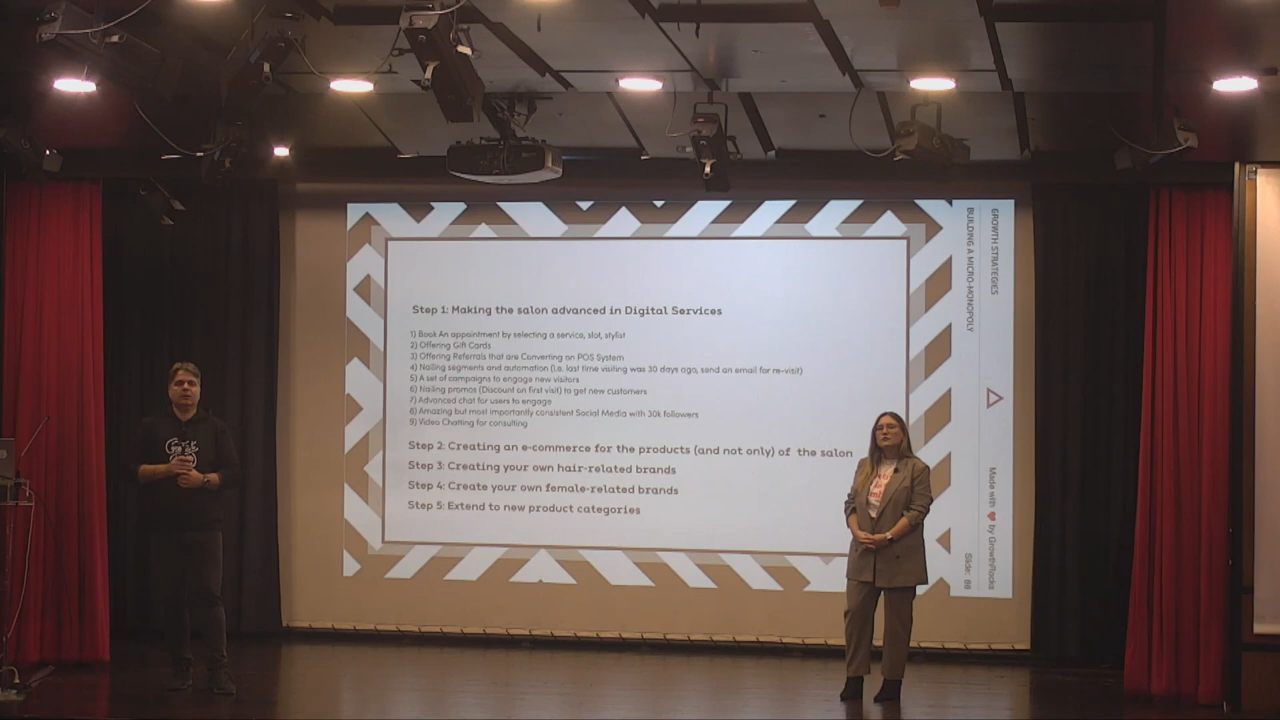 Step 1: Making the salon advanced in Digital Services
1) Book An appointment by selecting a service, slot, stylist
2) Offering Gift Cards
3) Offering Referrals that are Converting on POS System
4) Nailing segments and automation (i.e. last time visiting was 30 days ago, send an email for re-visit)
5) A set of campaigns to engage new visitors
6) Nailing promos (Discount on first visit) to get new customers
7) Advanced chat for users to engage
8) Amazing but most importantly consistent Social Media with 30k followers
9) Video Chatting for consulting
Step 2: Creating an e-commerce for the products (and not only) of the salon
Step 3: Creating your own hair-related brands
Step 4: Create your own female-related brands
Step 5: Extend to new product categories
GROWTH STRATEGIES
BUILDING A MICRO-MONOPOLY
Made with ❤ by GrowthRocks
Slide: